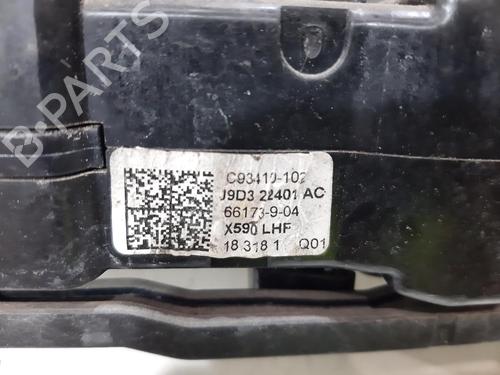 B-PARTS
C93410-102
J9D3 22401 AC
66173-9-04
X590 LHF
18 318 1 Q01